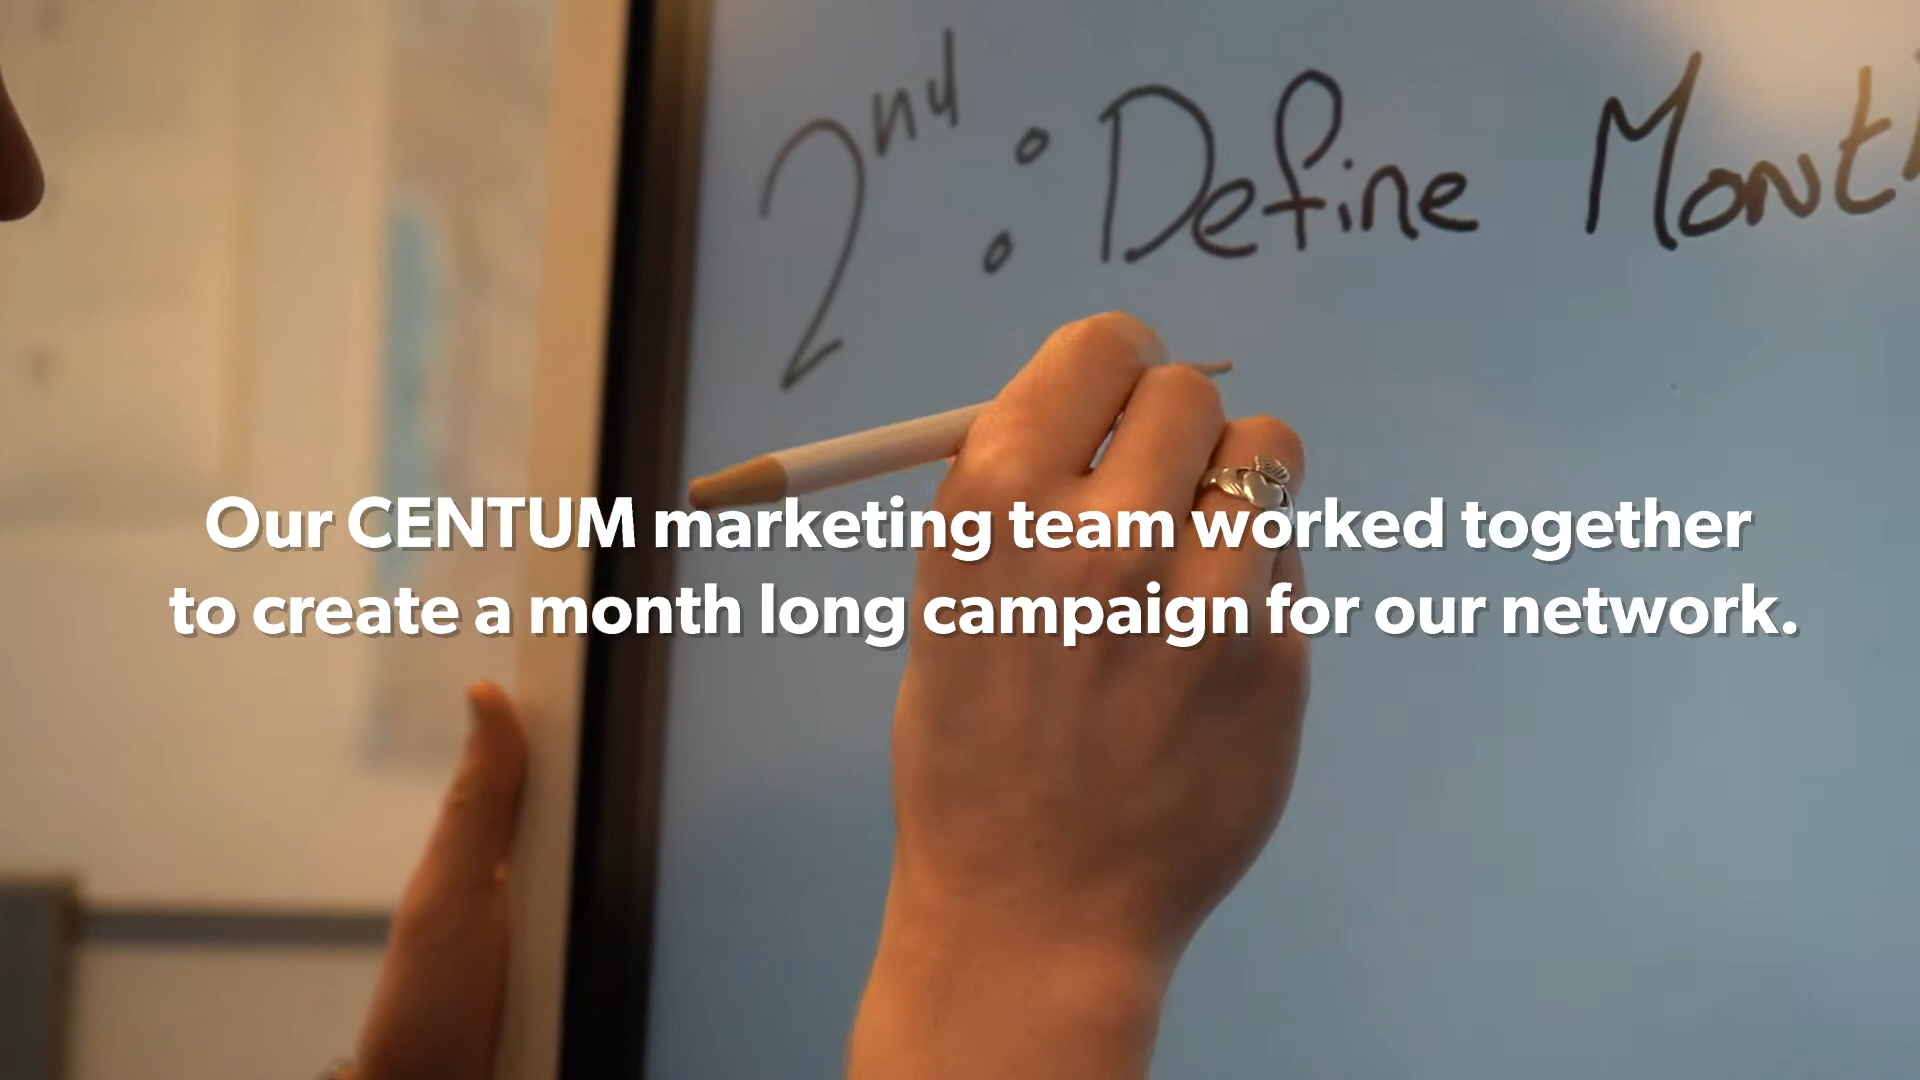 2nd : Define
Our CENTUM marketing team worked together
to create a month long campaign for our network.